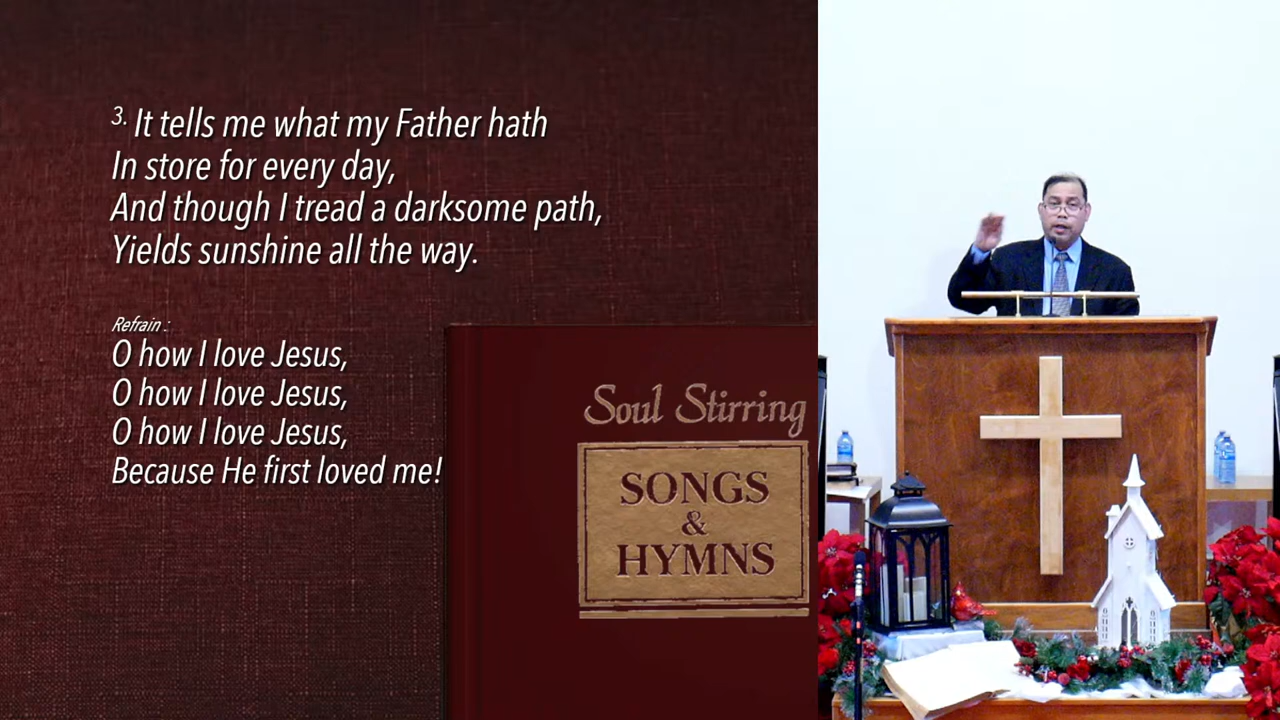 3. It tells me what my Father hath
In store for every day,
And though I tread a darksome path,
Yields sunshine all the way.
Refrain :
O how I love Jesus,
O how I love Jesus,
O how I love Jesus,
Because He first loved me!
Soul Stirring
SONGS
&
HYMNS